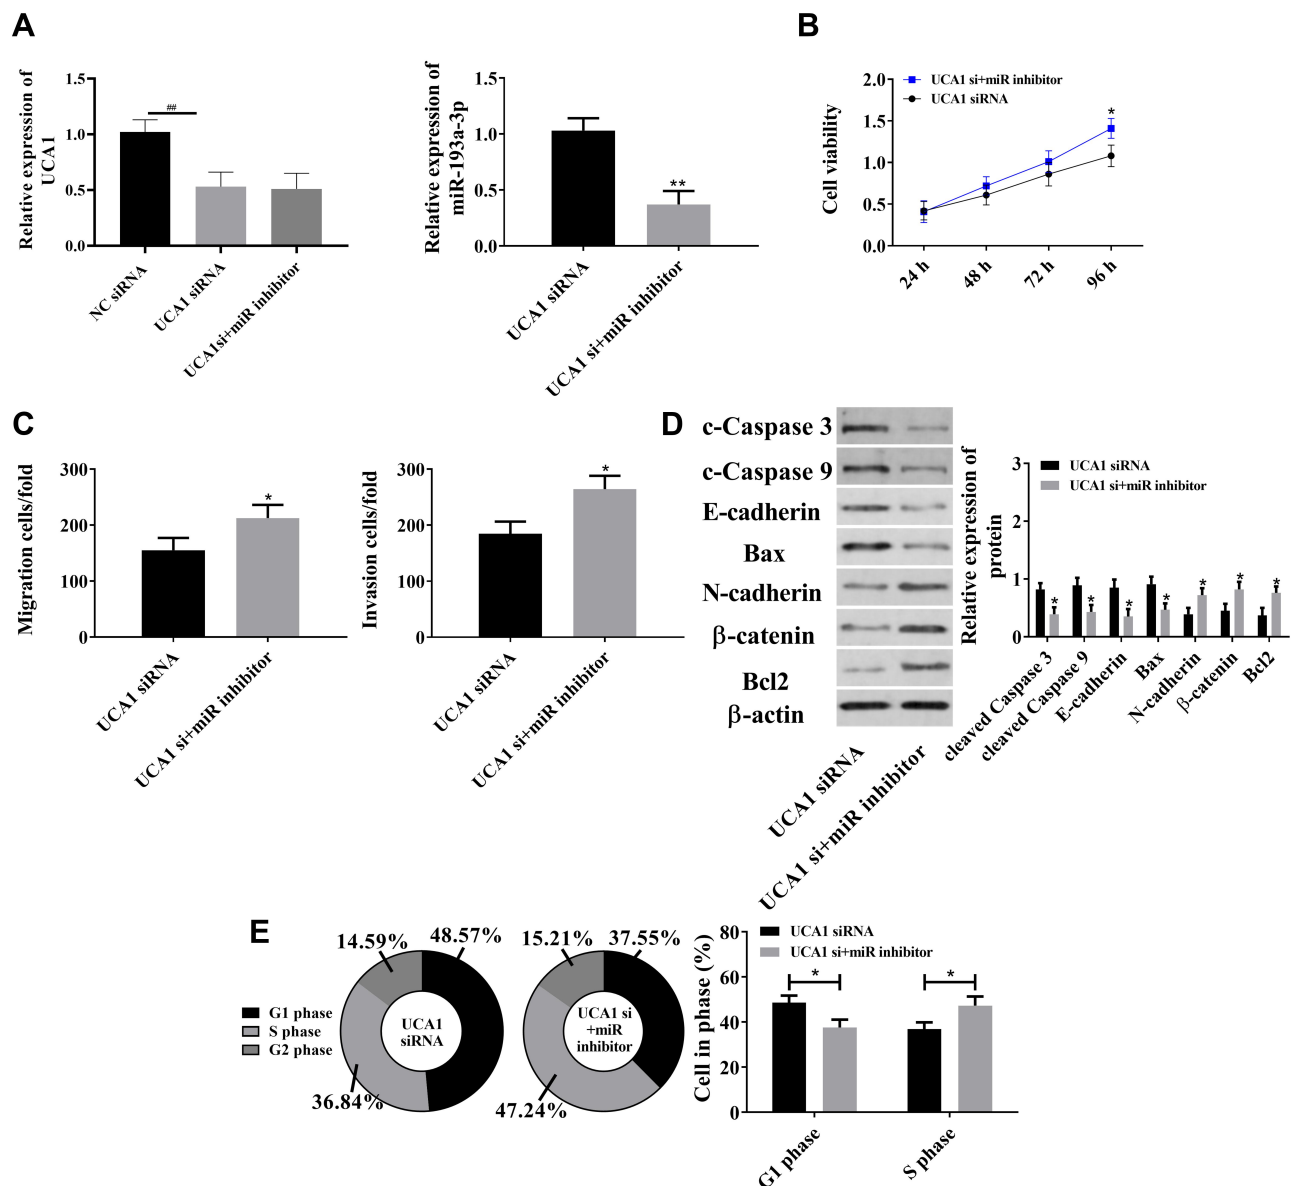 A
Relative expression of
UCA1
1.5
1.0
0.5
0.0
##
NC siRNA
UCA1 siRNA
UCA1si+miR inhibitor
Relative expression of
miR-193a-3p
1.5
1.0
0.5
0.0
**
UCA1 siRNA
UCA1 si+miR inhibitor
B
Cell viability
2.0
1.5
1.0
0.5
0.0
UCA1 si+miR inhibitor
UCA1 siRNA
*
24 h
48 h
72 h
96 h
C
Migration cells/fold
300
200
100
0
*
UCA1 siRNA
UCA1 si+miR inhibitor
Invasion cells/fold
300
200
100
0
*
UCA1 siRNA
UCA1 si+miR inhibitor
D
c-Caspase 3
c-Caspase 9
E-cadherin
Bax
N-cadherin
β-catenin
Bcl2
β-actin
UCA1 siRNA
UCA1 si+miR inhibitor
Relative expression of
protein
3
2
1
0
UCA1 siRNA
UCA1 si+miR inhibitor
* * * * * * *
cleaved Caspase 3
cleaved Caspase 9
E-cadherin
Bax
N-cadherin
β-catenin
Bcl2
E
G1 phase
S phase
G2 phase
14.59%
48.57%
UCA1
siRNA
36.84%
15.21%
37.55%
UCA1 si
+miR
inhibitor
47.24%
Cell in phase (%)
80
60
40
20
0
UCA1 siRNA
UCA1 si+miR inhibitor
*
*
G1 phase
S phase